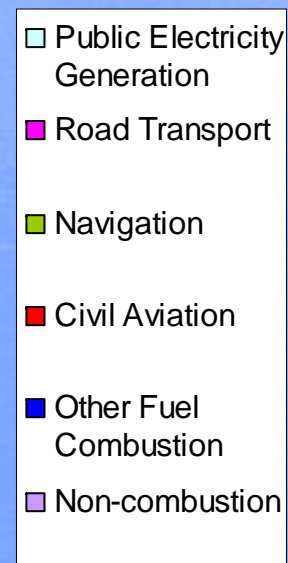 Public Electricity
Generation
Road Transport
Navigation
Civil Aviation
Other Fuel
Combustion
Non-combustion